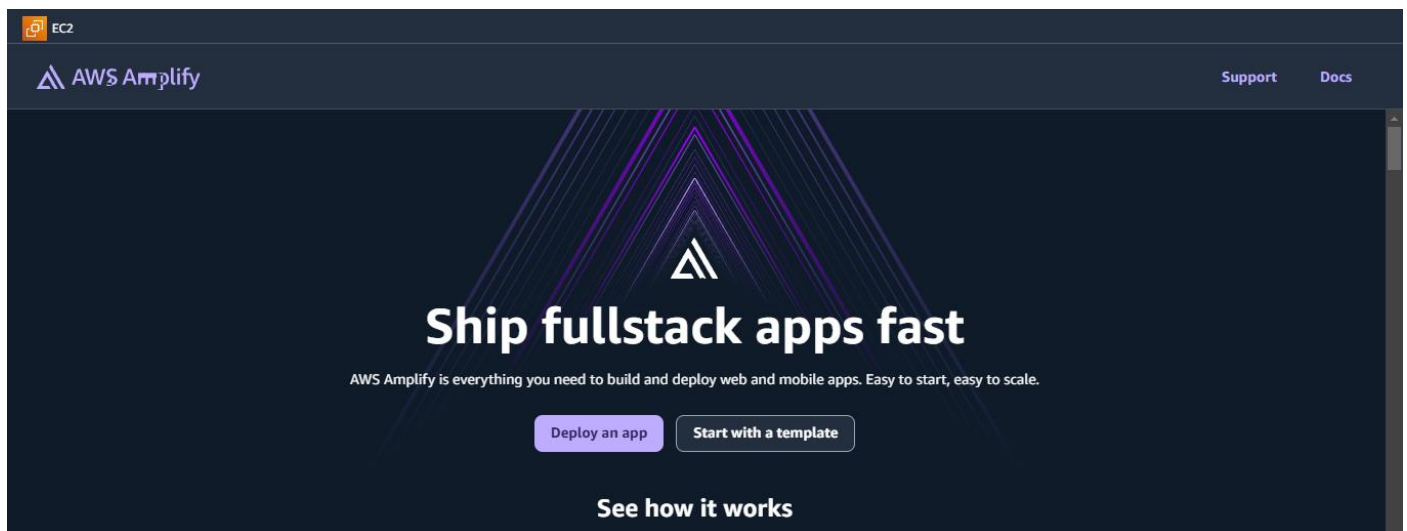 EC2
AWS Amplify
Support Docs
Ship fullstack apps fast
AWS Amplify is everything you need to build and deploy web and mobile apps. Easy to start, easy to scale.
Deploy an app Start with a template
See how it works